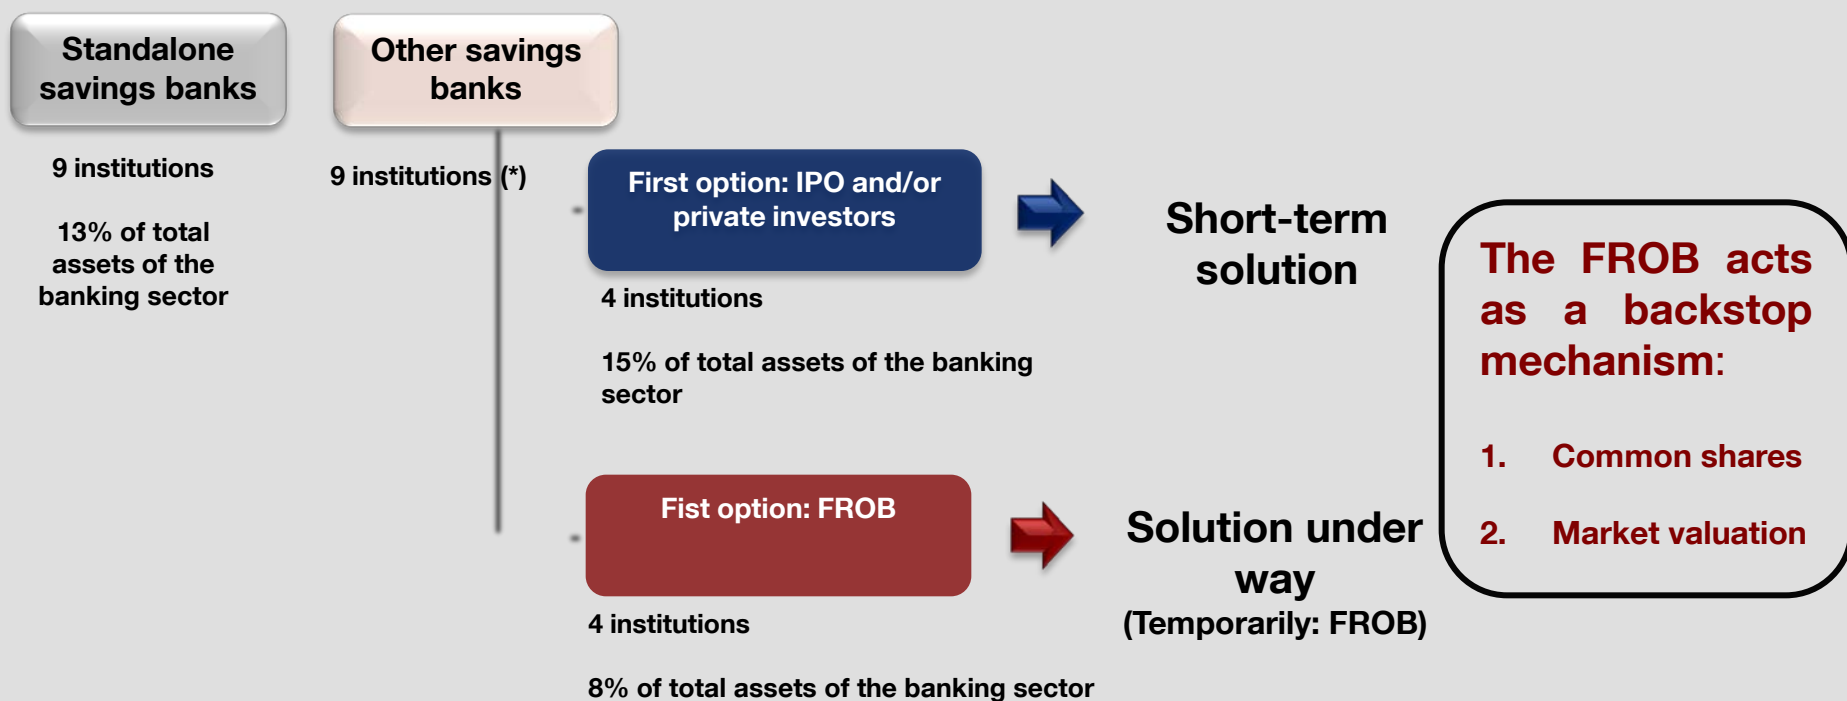 Standalone
savings banks
9 institutions
13% of total
assets of the
banking sector
Other savings
banks
9 institutions (*)
First option: IPO and/or
private investors
4 institutions
15% of total assets of the banking
sector
Short-term
solution
Fist option: FROB
4 institutions
8% of total assets of the banking sector
Solution under
way
(Temporarily: FROB)
The FROB acts
as a backstop
mechanism:
1. Common shares
2. Market valuation